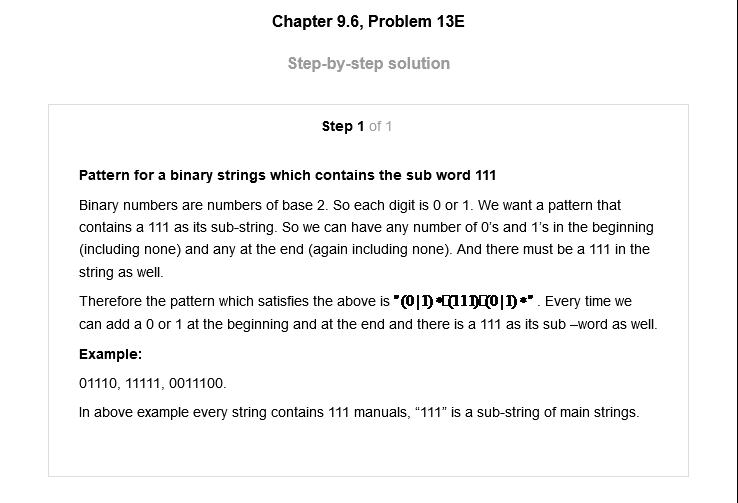 Chapter 9.6, Problem 13E
Step-by-step solution
Step 1 of 1
Pattern for a binary strings which contains the sub word 111
Binary numbers are numbers of base 2. So each digit is 0 or 1. We want a pattern that
contains a 111 as its sub-string. So we can have any number of 0's and 1's in the beginning
(including none) and any at the end (again including none). And there must be a 111 in the
string as well.
Therefore the pattern which satisfies the above is "(0|1)*▯(111)▯(0|1)*" . Every time we
can add a 0 or 1 at the beginning and at the end and there is a 111 as its sub –word as well.
Example:
01110, 11111, 0011100.
In above example every string contains 111 manuals, “111” is a sub-string of main strings.